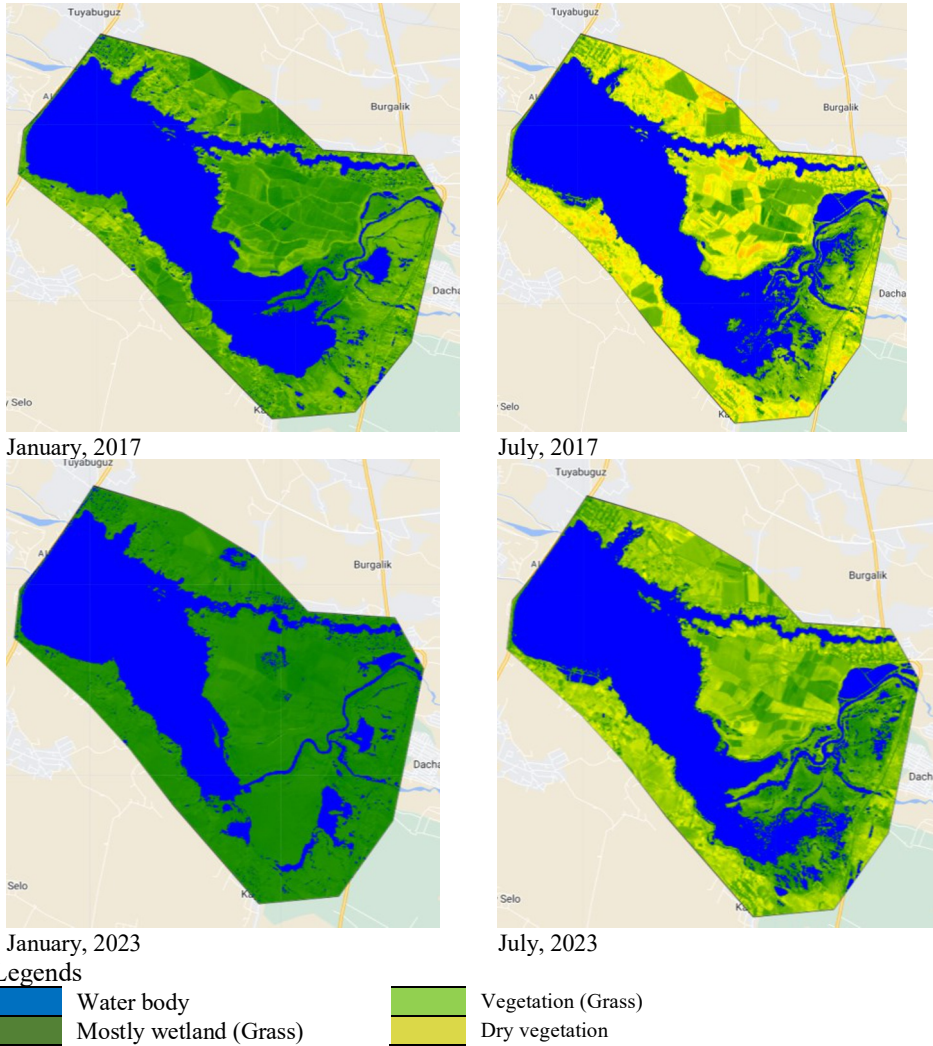 Tuyabuguz
Tuyabuguz
Burgalik
Burgalik
Dacha
Dacha
Selo
Selo
January, 2017
July, 2017
Tuyabuguz
Tuyabuguz
Burgalik
Burgalik
Dacha
Dach
Selo
Selo
January, 2023
July, 2023
Legends
Water body
Vegetation (Grass)
Mostly wetland (Grass)
Dry vegetation